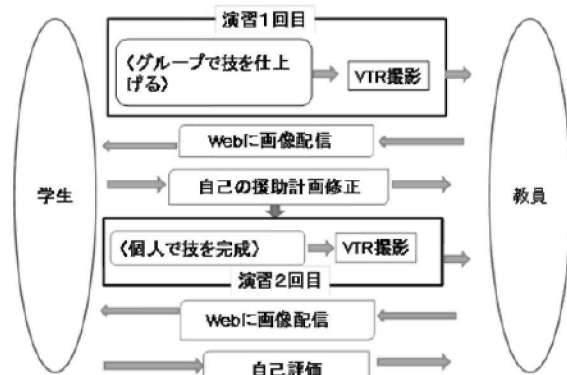 演習1回目
〈グループで技を仕上
げる〉
VTR撮影
Webに画像配信
自己の援助計画修正
学生
教員
〈個人で技を完成〉
VTR撮影
演習2回目
Webに画像配信
自己評価